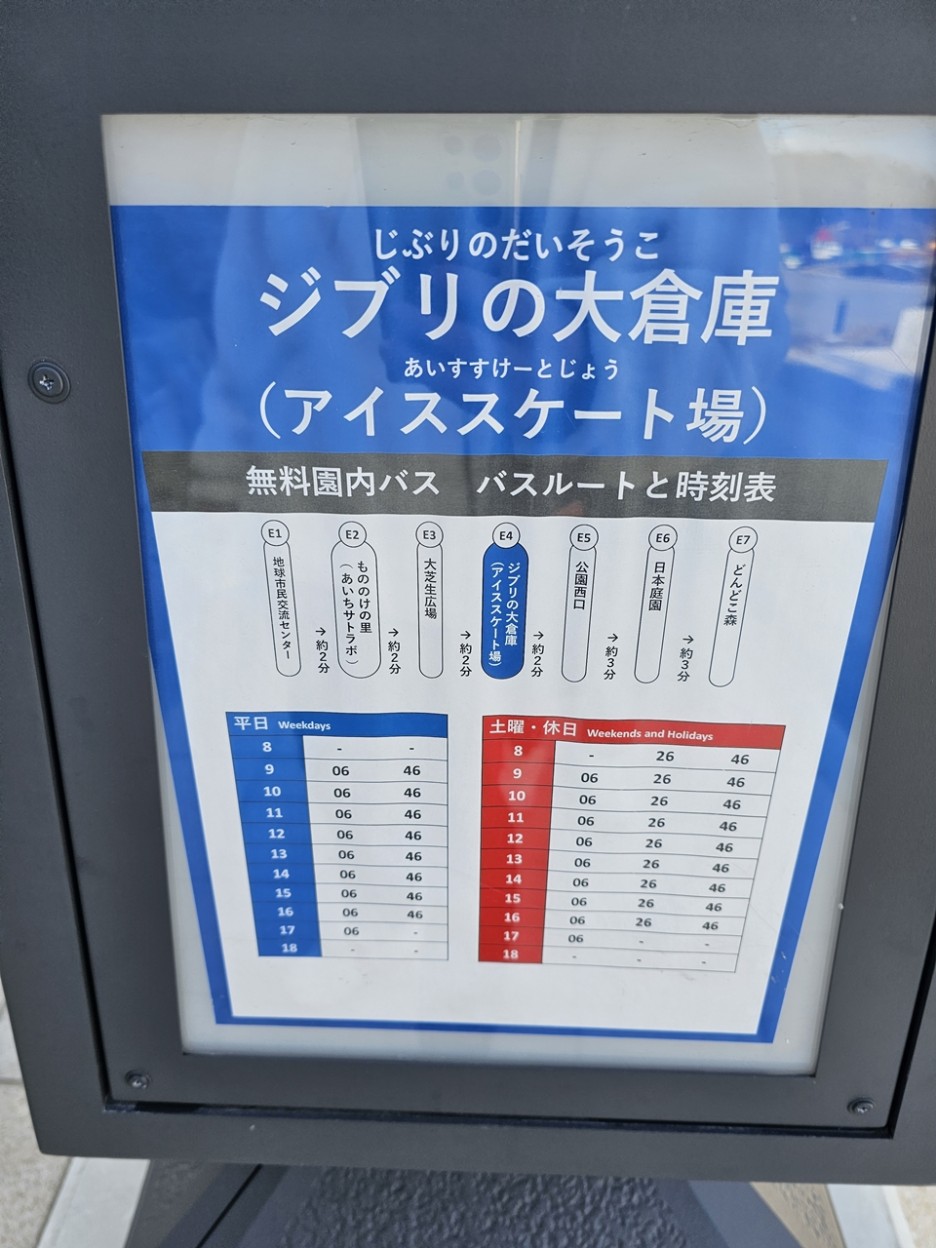 じぶりのだいそうこ
ジブリの大倉庫
あいすすけーとじょう
（アイススケート場）
無料園内バス　バスルートと時刻表
E1
地球市民交流センター
→約2分
E2
もののけの里
（あいちサトラボ）
→約2分
E3
大芝生広場
→約2分
E4
ジブリの大倉庫
（アイススケート場）
→約2分
E5
公園西口
→約3分
E6
日本庭園
→約3分
E7
どんどこ森
平日 Weekdays
8 - -
9 06 46
10 06 46
11 06 46
12 06 46
13 06 46
14 06 46
15 06 46
16 06 46
17 06 -
18 - -
土曜・休日 Weekends and Holidays
8 - 26 46
9 06 26 46
10 06 26 46
11 06 26 46
12 06 26 46
13 06 26 46
14 06 26 46
15 06 26 46
16 06 26 46
17 06 - -
18 - - -